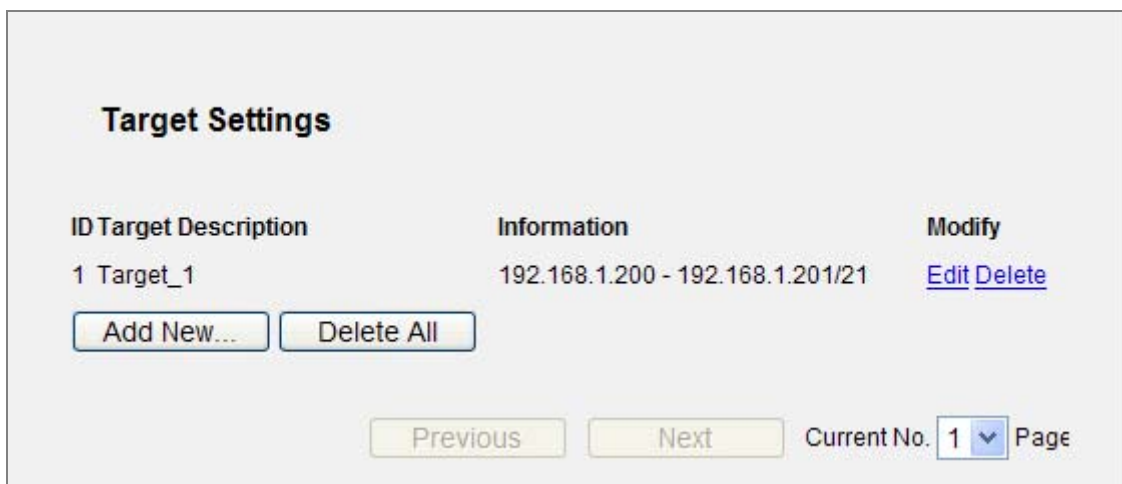 Target Settings
ID Target Description Information Modify
1 Target_1 192.168.1.200 - 192.168.1.201/21 Edit Delete
Add New... Delete All
Previous Next Current No. 1 Page